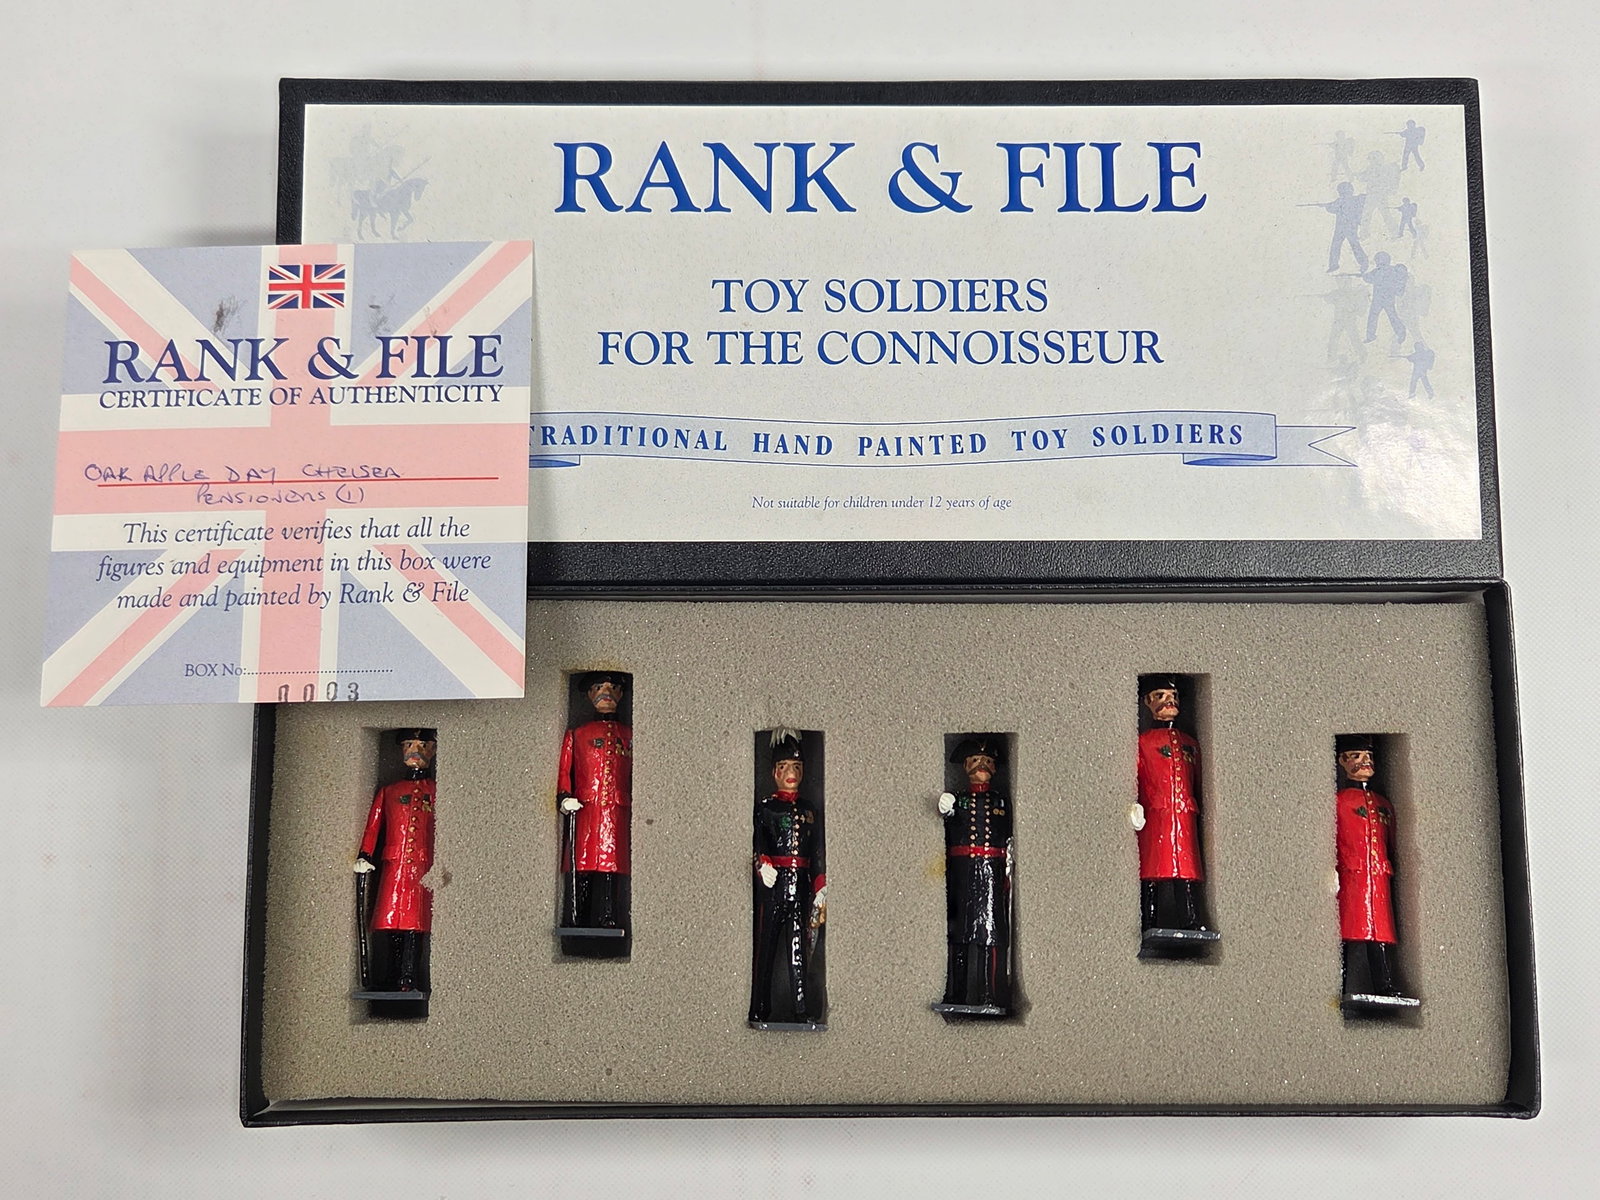 RANK & FILE
TOY SOLDIERS
FOR THE CONNOISSEUR
TRADITIONAL HAND PAINTED TOY SOLDIERS
Not suitable for children under 12 years of age
RANK & FILE
CERTIFICATE OF AUTHENTICITY
OAK APPLE DAY CHELSEA
PENSIONERS (1)
This certificate verifies that all the
figures and equipment in this box were
made and painted by Rank & File
BOX No:....................................
0003